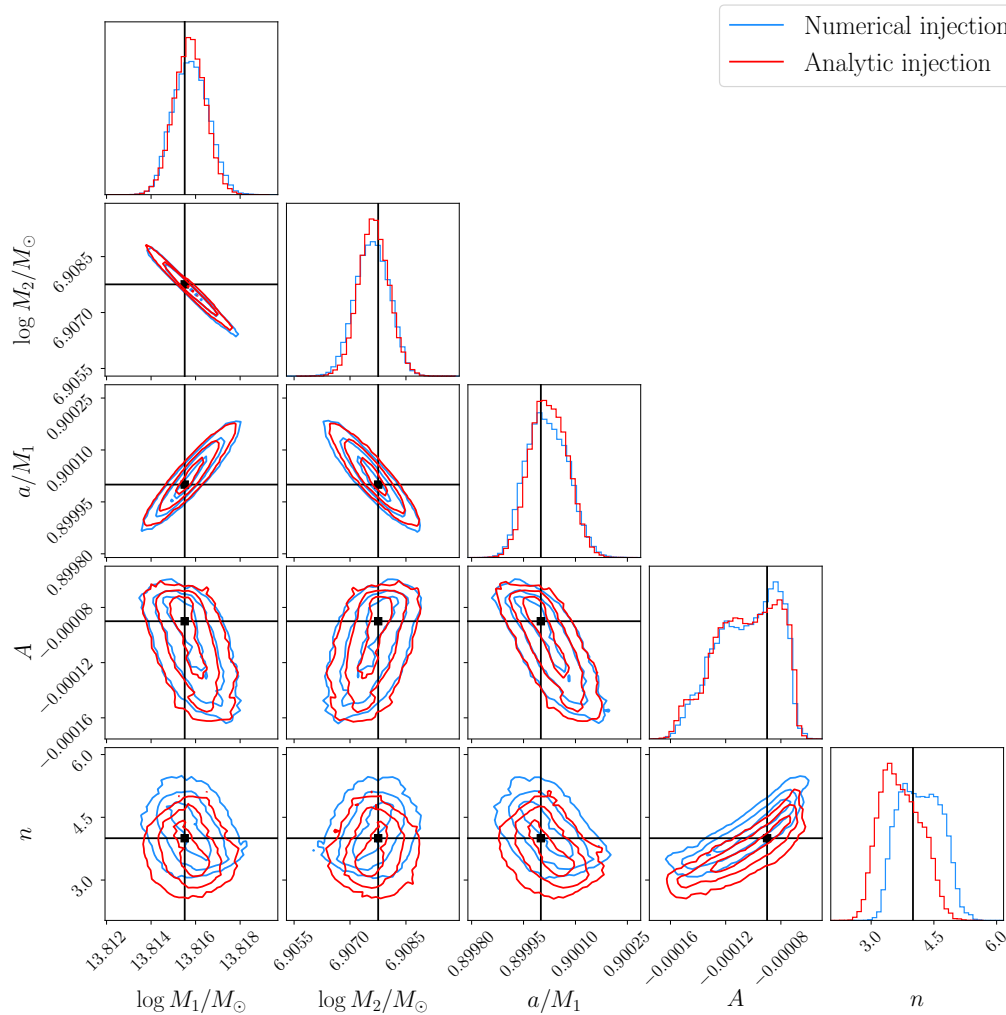 Numerical injection
Analytic injection
log M₂/M⊙
6.9085
6.9070
6.9055
a/M₁
0.90025
0.90010
0.89995
0.89980
A
−0.00008
−0.00012
−0.00016
n
6.0
4.5
3.0
13.812 13.814 13.816 13.818 6.9055 6.9070 6.9085 0.89980 0.89995 0.90010 0.90025 −0.00016 −0.00012 −0.00008 3.0 4.5 6.0
log M₁/M⊙ log M₂/M⊙ a/M₁ A n